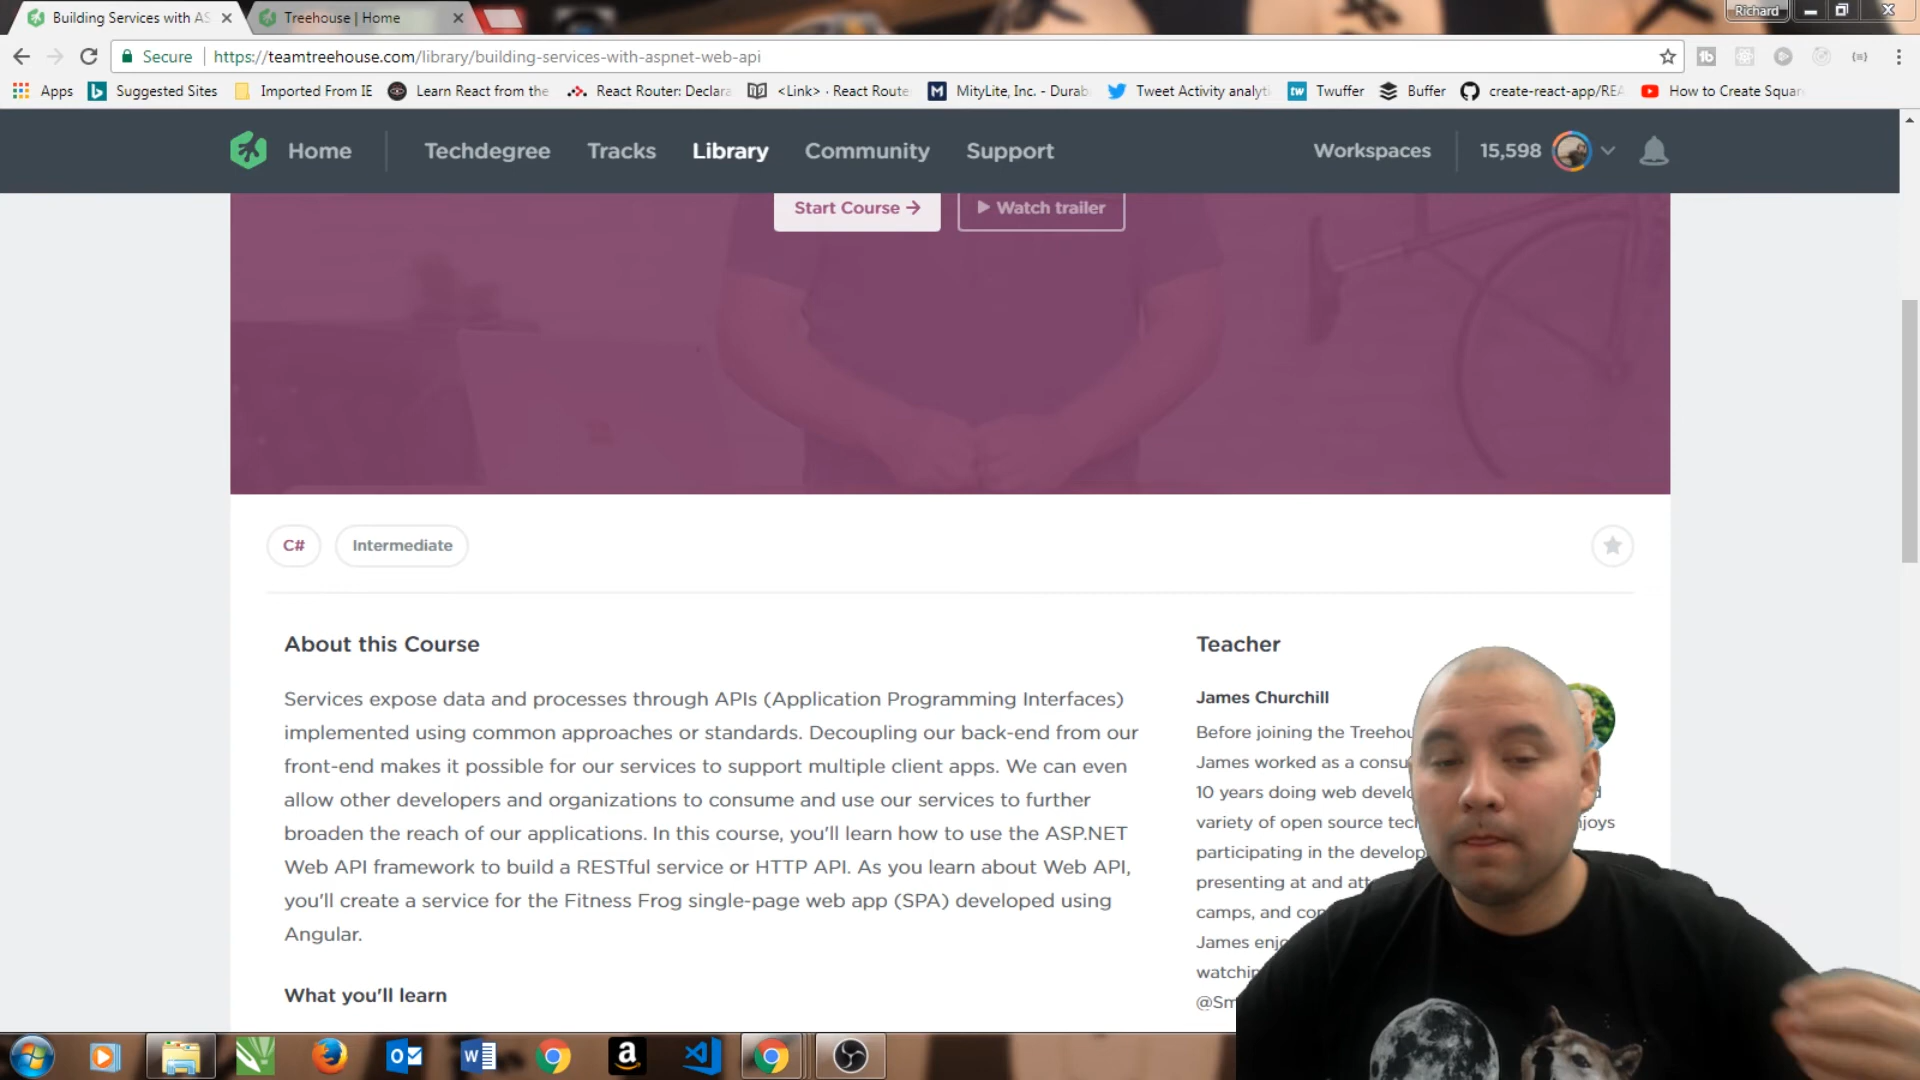 Building Services with AS
Treehouse | Home
Richard
Secure
https://teamtreehouse.com/library/building-services-with-aspnet-web-api
Apps
Suggested Sites
Imported From IE
Learn React from the
React Router: Declara
<Link> · React Route
MityLite, Inc. - Durab
Tweet Activity analyti
Twuffer
Buffer
create-react-app/REA
How to Create Squar
Home
Techdegree
Tracks
Library
Community
Support
Workspaces
15,598
Start Course →
Watch trailer
C#
Intermediate
About this Course
Services expose data and processes through APIs (Application Programming Interfaces)
implemented using common approaches or standards. Decoupling our back-end from our
front-end makes it possible for our services to support multiple client apps. We can even
allow other developers and organizations to consume and use our services to further
broaden the reach of our applications. In this course, you'll learn how to use the ASP.NET
Web API framework to build a RESTful service or HTTP API. As you learn about Web API,
you'll create a service for the Fitness Frog single-page web app (SPA) developed using
Angular.
What you'll learn
Teacher
James Churchill
Before joining the Treehou
James worked as a consu
10 years doing web develo
variety of open source tech njoys
participating in the develop
presenting at and att
camps, and con
James enjo
watchin
@Sm